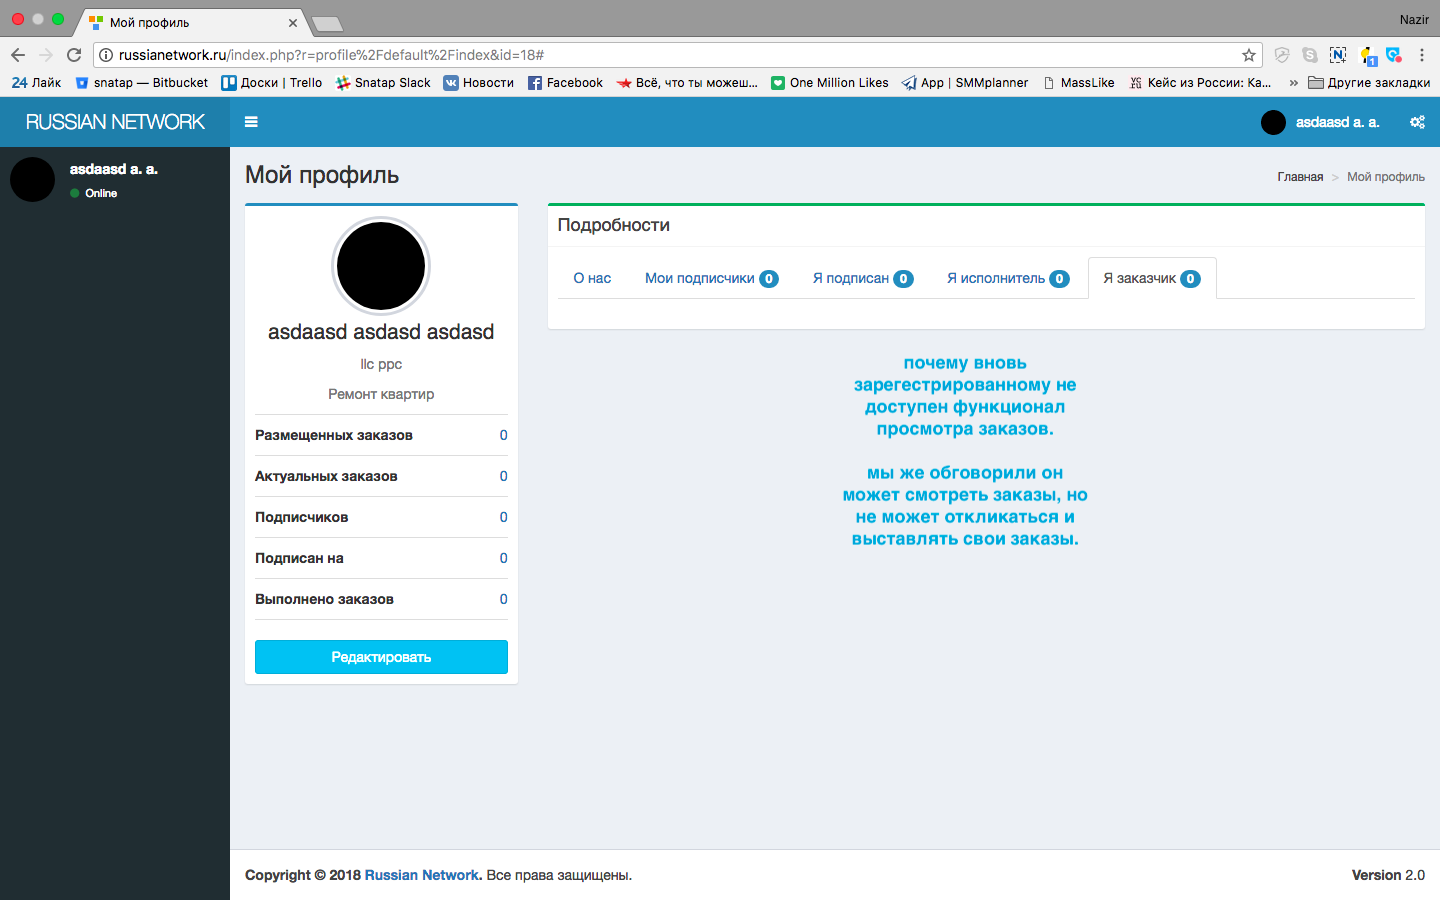 Мой профиль
Nazir
russianetwork.ru/index.php?r=profile%2Fdefault%2Findex&id=18#
24 Лайк
snatap — Bitbucket
Доски | Trello
Snatap Slack
Новости
Facebook
Всё, что ты можеш...
One Million Likes
App | SMMplanner
MassLike
Кейс из России: Ка...
»
Другие закладки
RUSSIAN NETWORK
asdaasd a. a.
asdaasd a. a.
Online
Мой профиль
Главная > Мой профиль
asdaasd asdasd asdasd
llc ppc
Ремонт квартир
Размещенных заказов 0
Актуальных заказов 0
Подписчиков 0
Подписан на 0
Выполнено заказов 0
Редактировать
Подробности
О нас
Мои подписчики 0
Я подписан 0
Я исполнитель 0
Я заказчик 0
почему вновь
зарегестрированному не
доступен функционал
просмотра заказов.
мы же обговорили он
может смотреть заказы, но
не может откликаться и
выставлять свои заказы.
Copyright © 2018 Russian Network. Все права защищены.
Version 2.0